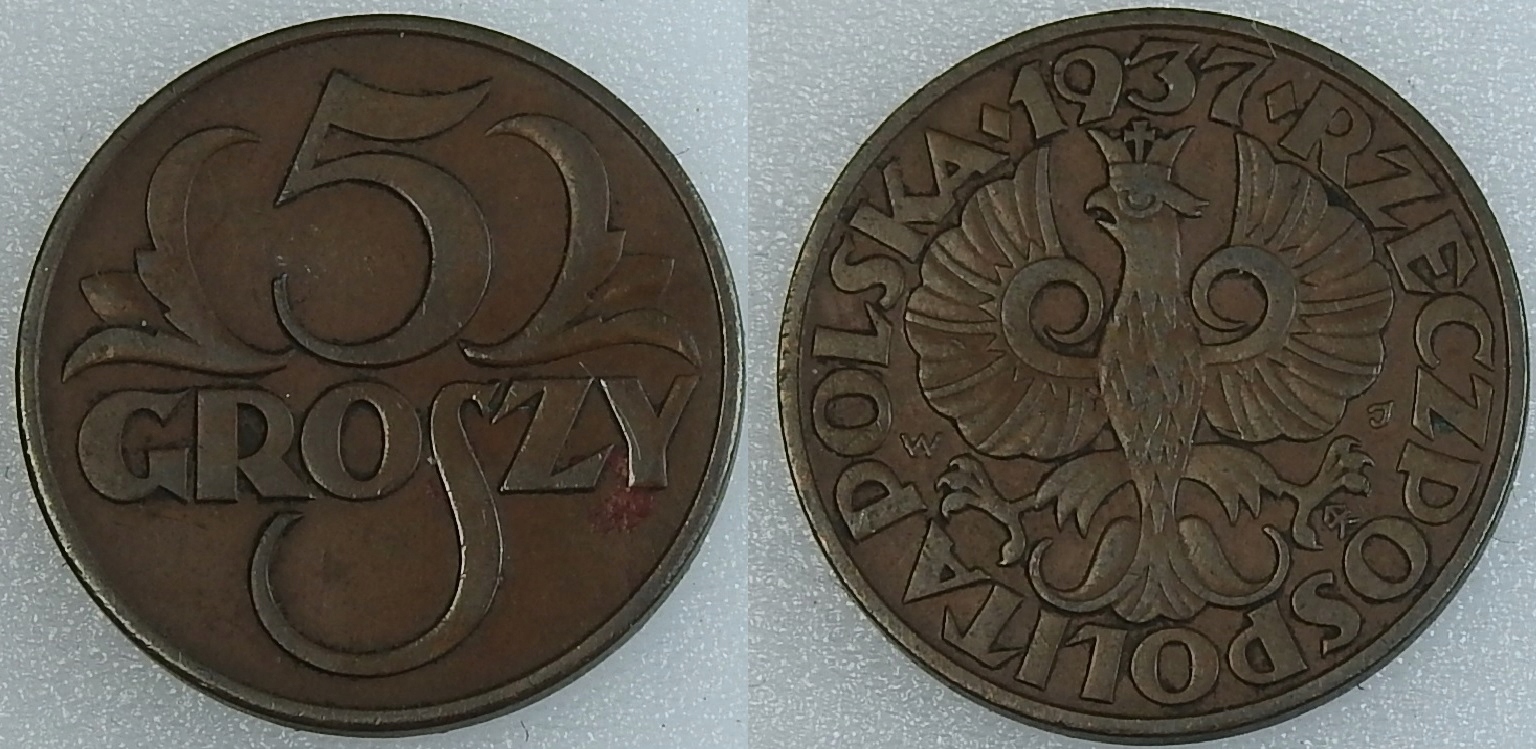 5
GROSZY
1937·RZECZPOSPOLITA POLSKA·
W J